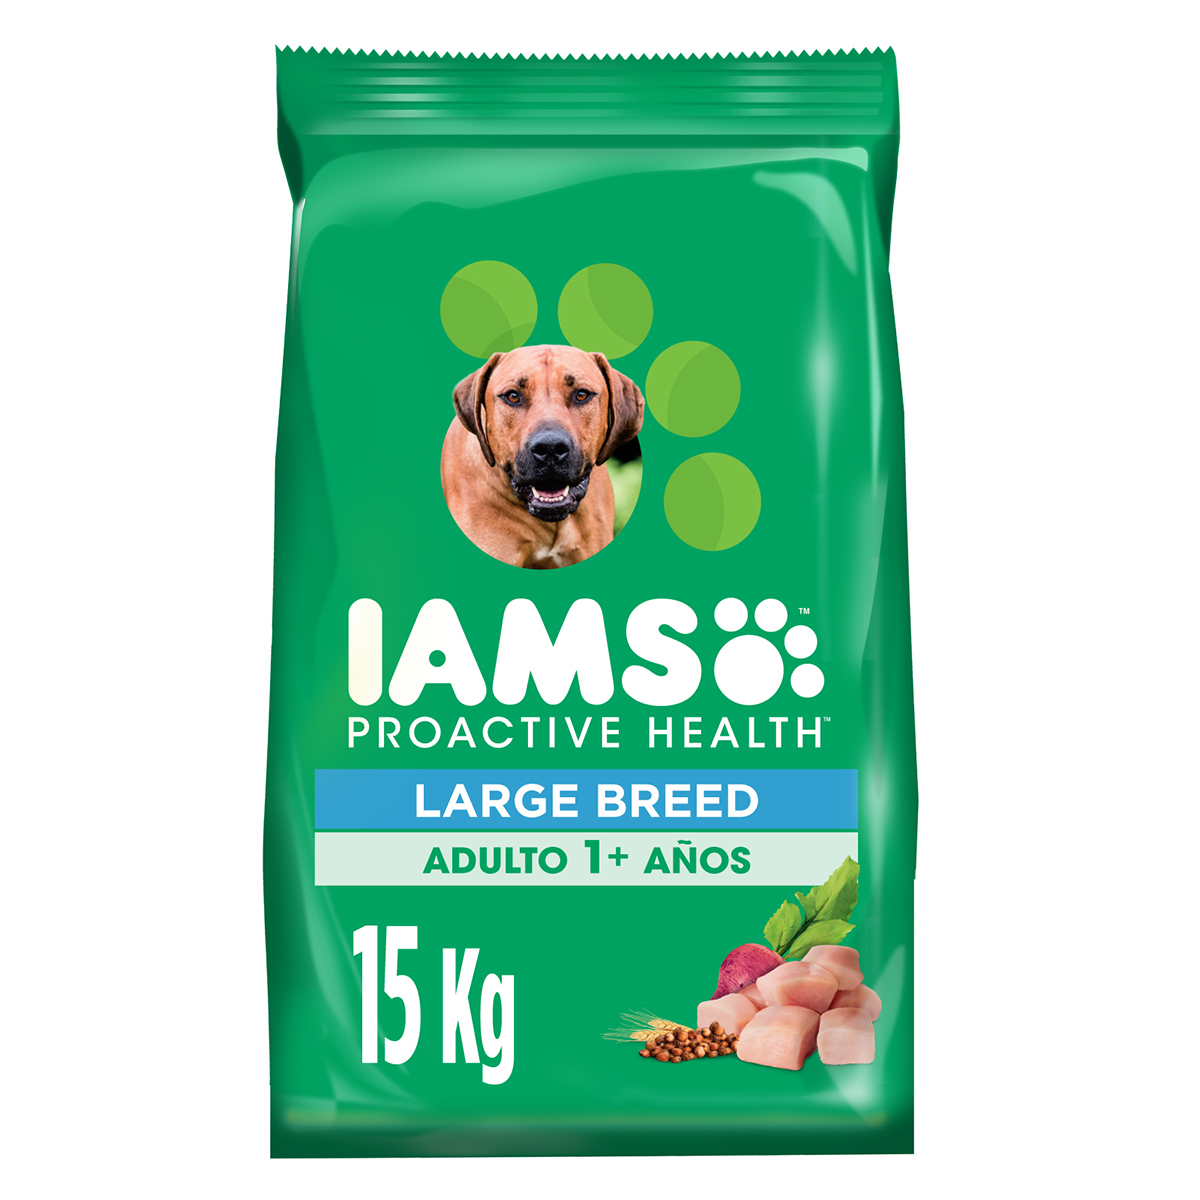 IAMS™
PROACTIVE HEALTH™
LARGE BREED
ADULTO 1+ AÑOS
15 Kg